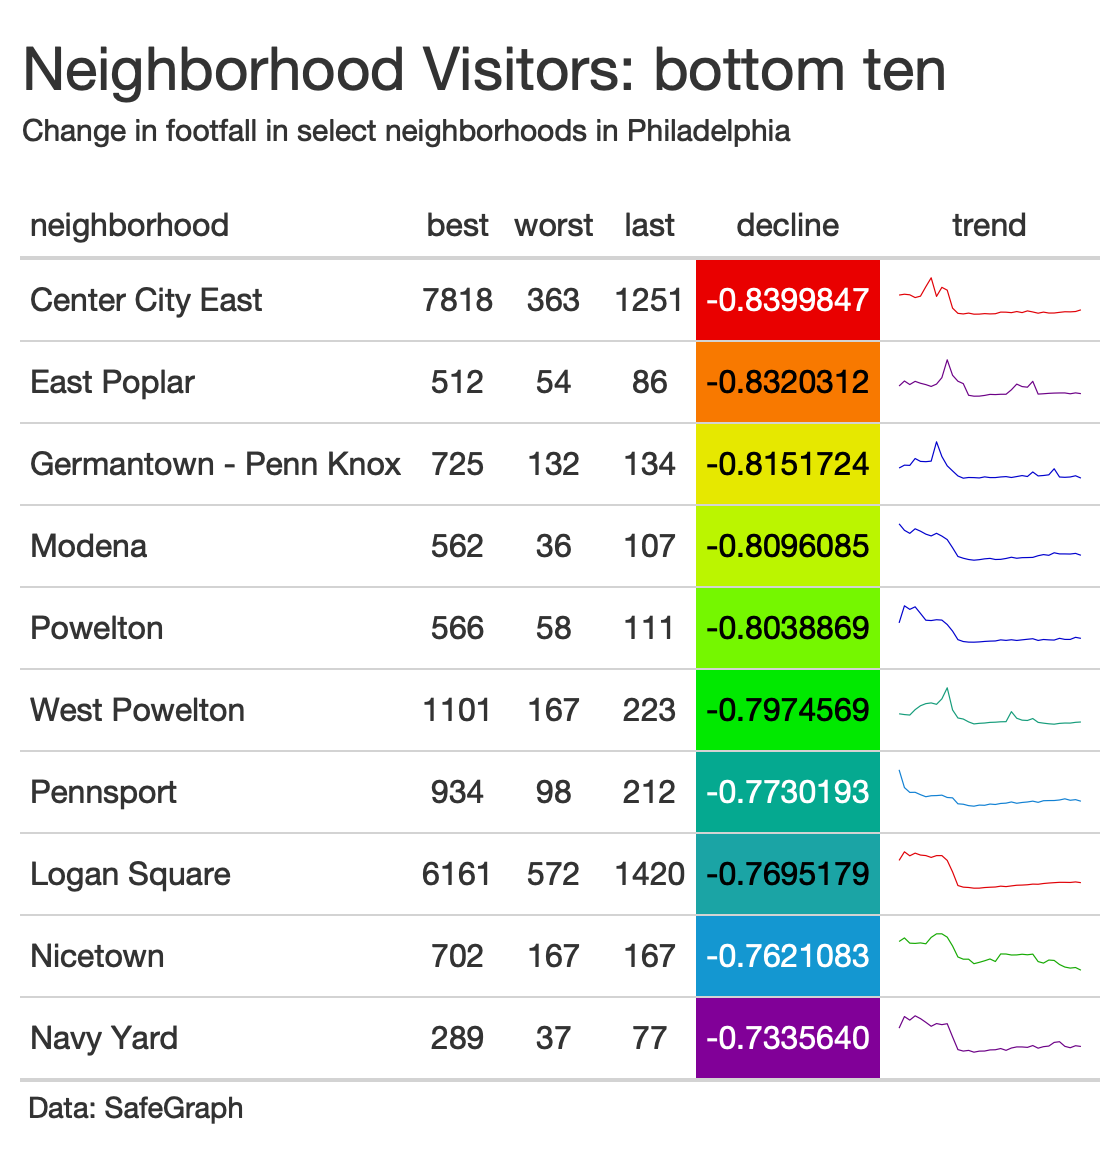 Neighborhood Visitors: bottom ten
Change in footfall in select neighborhoods in Philadelphia
neighborhood best worst last decline trend
Center City East 7818 363 1251 -0.8399847
East Poplar 512 54 86 -0.8320312
Germantown - Penn Knox 725 132 134 -0.8151724
Modena 562 36 107 -0.8096085
Powelton 566 58 111 -0.8038869
West Powelton 1101 167 223 -0.7974569
Pennsport 934 98 212 -0.7730193
Logan Square 6161 572 1420 -0.7695179
Nicetown 702 167 167 -0.7621083
Navy Yard 289 37 77 -0.7335640
Data: SafeGraph